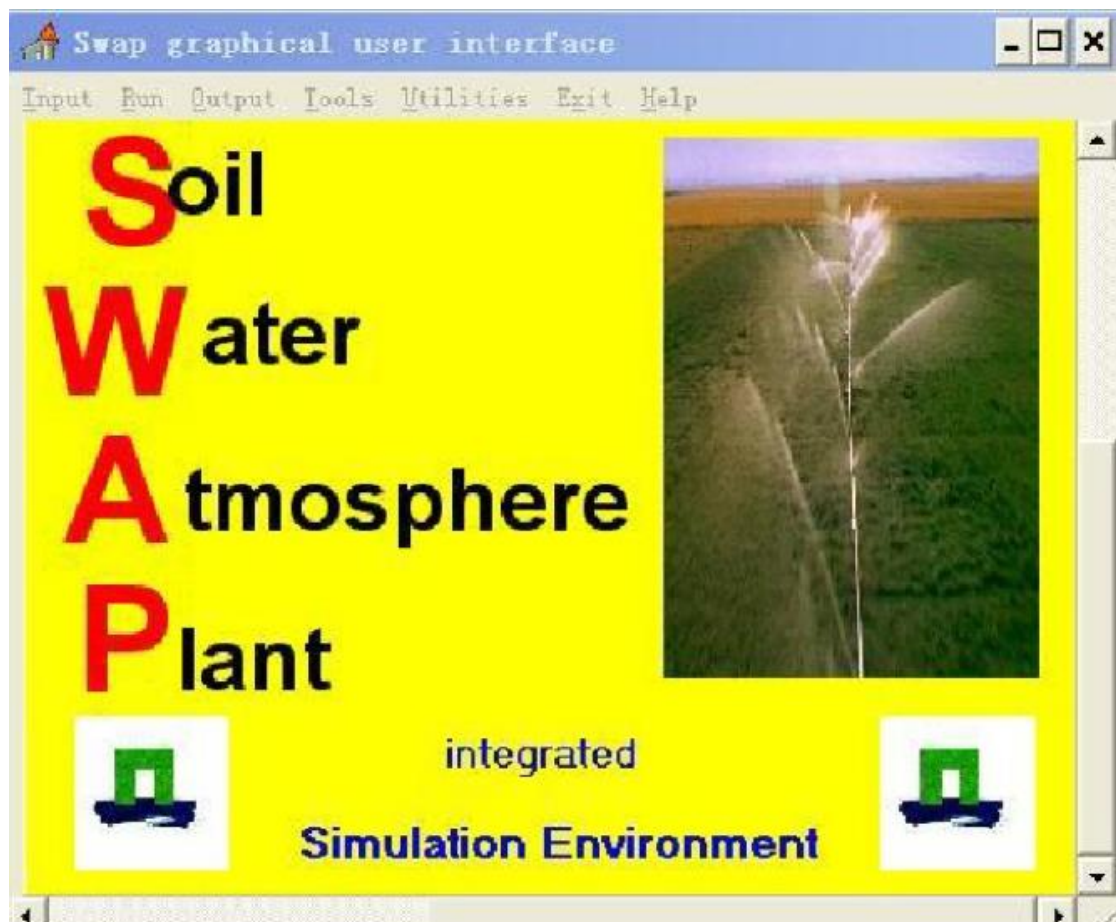 Swap graphical user interface
Input Run Output Tools Utilities Exit Help
Soil
Water
Atmosphere
Plant
integrated
Simulation Environment